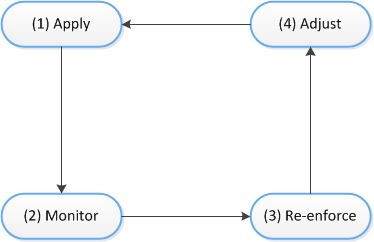 (1) Apply
(4) Adjust
(2) Monitor
(3) Re-enforce